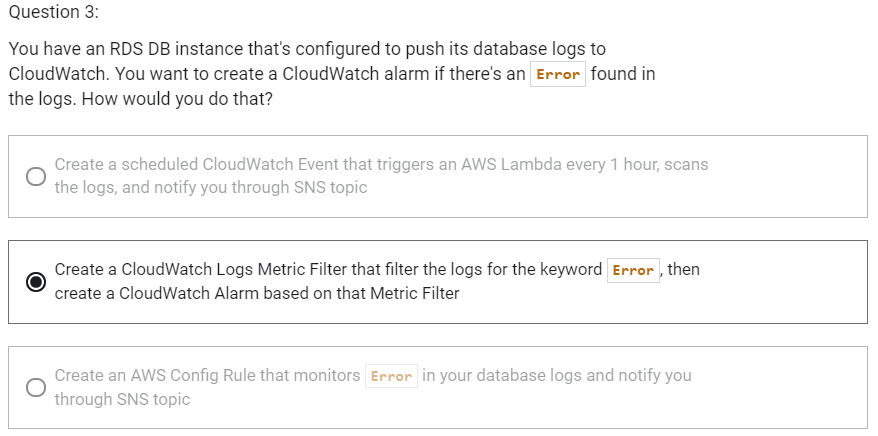 Question 3:
You have an RDS DB instance that's configured to push its database logs to
CloudWatch. You want to create a CloudWatch alarm if there's an Error found in
the logs. How would you do that?
Create a scheduled CloudWatch Event that triggers an AWS Lambda every 1 hour, scans
the logs, and notify you through SNS topic
Create a CloudWatch Logs Metric Filter that filter the logs for the keyword Error, then
create a CloudWatch Alarm based on that Metric Filter
Create an AWS Config Rule that monitors Error in your database logs and notify you
through SNS topic